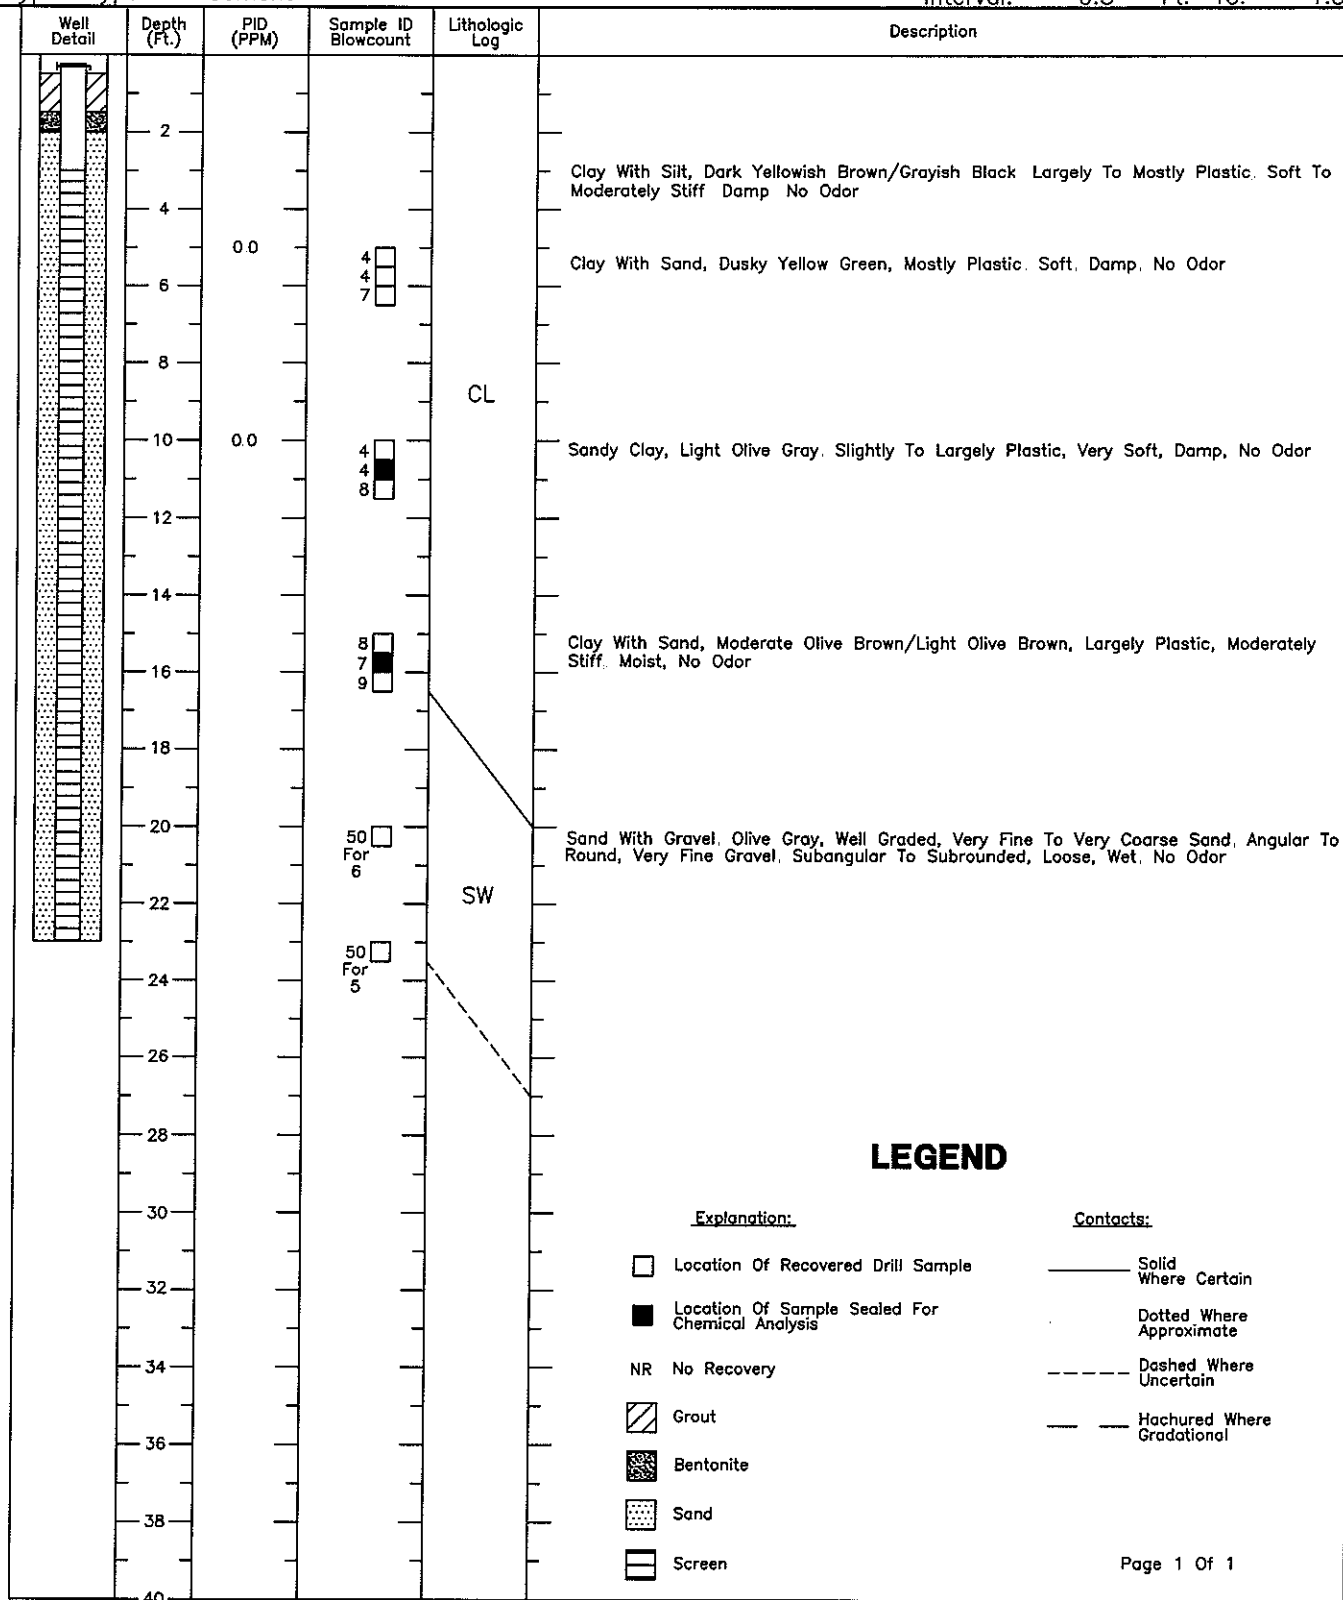 Interval:
Well Detail
Depth (Ft.)
PID (PPM)
Sample ID Blowcount
Lithologic Log
Description
2
Clay With Silt, Dark Yellowish Brown/Grayish Black Largely To Mostly Plastic. Soft To
Moderately Stiff Damp No Odor
4
0.0
4
4
7
Clay With Sand, Dusky Yellow Green, Mostly Plastic. Soft, Damp, No Odor
6
8
CL
10
0.0
4
4
8
Sandy Clay, Light Olive Gray, Slightly To Largely Plastic, Very Soft, Damp, No Odor
12
14
8
7
9
Clay With Sand, Moderate Olive Brown/Light Olive Brown, Largely Plastic, Moderately
Stiff. Moist, No Odor
16
18
20
50
For
6
Sand With Gravel, Olive Gray, Well Graded, Very Fine To Very Coarse Sand, Angular To
Round, Very Fine Gravel, Subangular To Subrounded, Loose, Wet, No Odor
SW
22
50
For
5
24
26
28
30
32
34
36
38
40
LEGEND
Explanation:
Location Of Recovered Drill Sample
Location Of Sample Sealed For
Chemical Analysis
NR No Recovery
Grout
Bentonite
Sand
Screen
Contacts:
Solid
Where Certain
Dotted Where
Approximate
Dashed Where
Uncertain
Hachured Where
Gradational
Page 1 Of 1